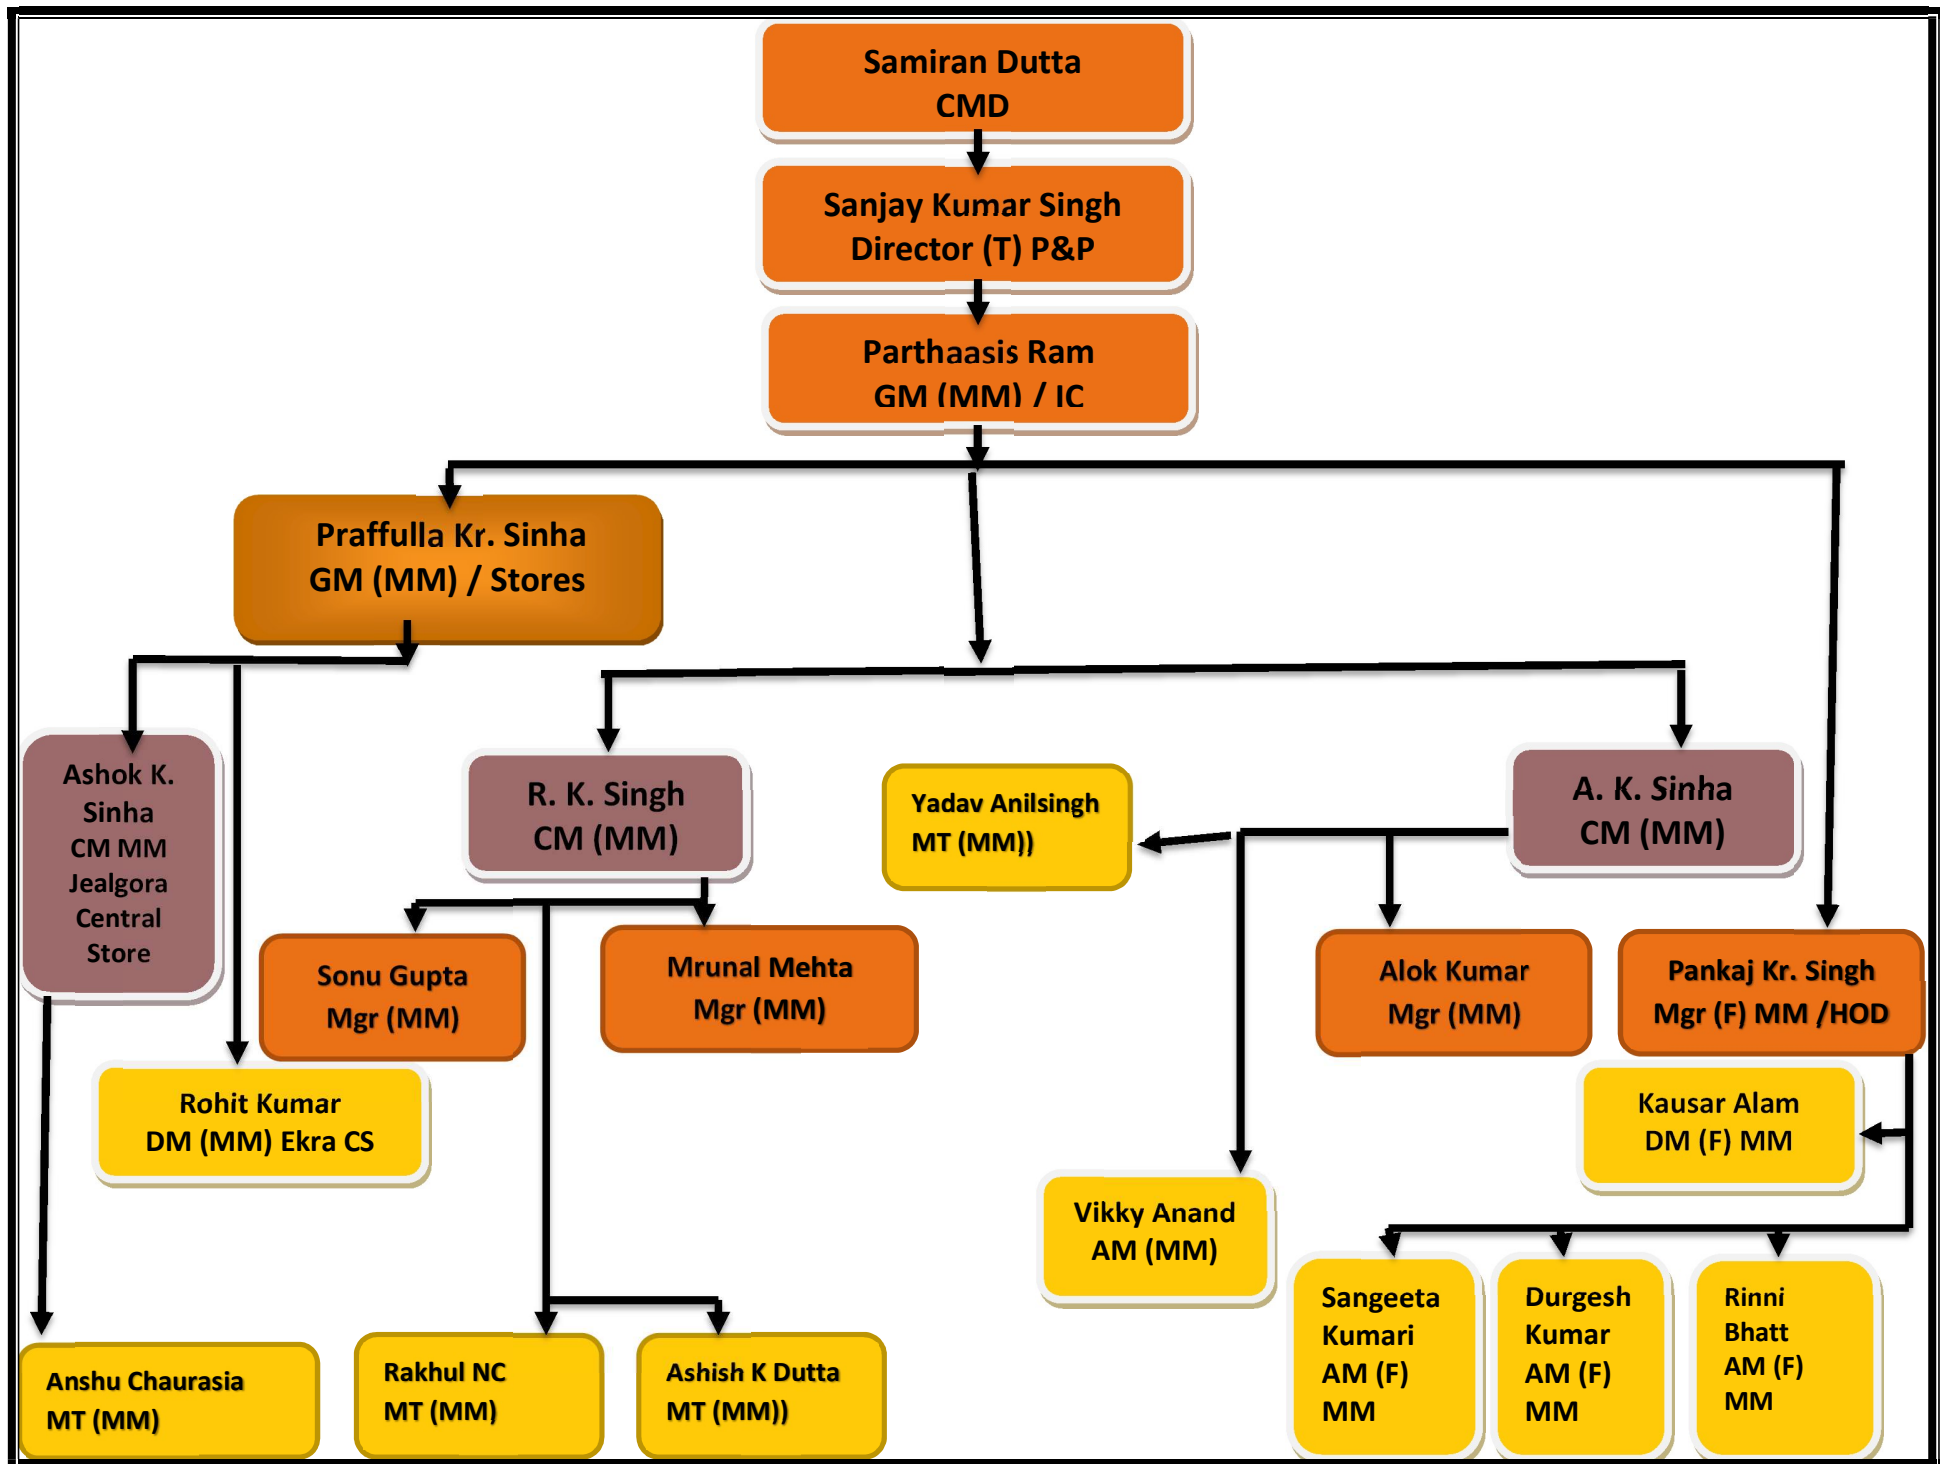 Samiran Dutta
CMD
Sanjay Kumar Singh
Director (T) P&P
Parthaasis Ram
GM (MM) / IC
Praffulla Kr. Sinha
GM (MM) / Stores
Ashok K.
Sinha
CM MM
Jealgora
Central
Store
R. K. Singh
CM (MM)
Yadav Anilsingh
MT (MM))
A. K. Sinha
CM (MM)
Sonu Gupta
Mgr (MM)
Mrunal Mehta
Mgr (MM)
Alok Kumar
Mgr (MM)
Pankaj Kr. Singh
Mgr (F) MM /HOD
Rohit Kumar
DM (MM) Ekra CS
Kausar Alam
DM (F) MM
Vikky Anand
AM (MM)
Sangeeta
Kumari
AM (F)
MM
Durgesh
Kumar
AM (F)
MM
Rinni
Bhatt
AM (F)
MM
Anshu Chaurasia
MT (MM)
Rakhul NC
MT (MM)
Ashish K Dutta
MT (MM))